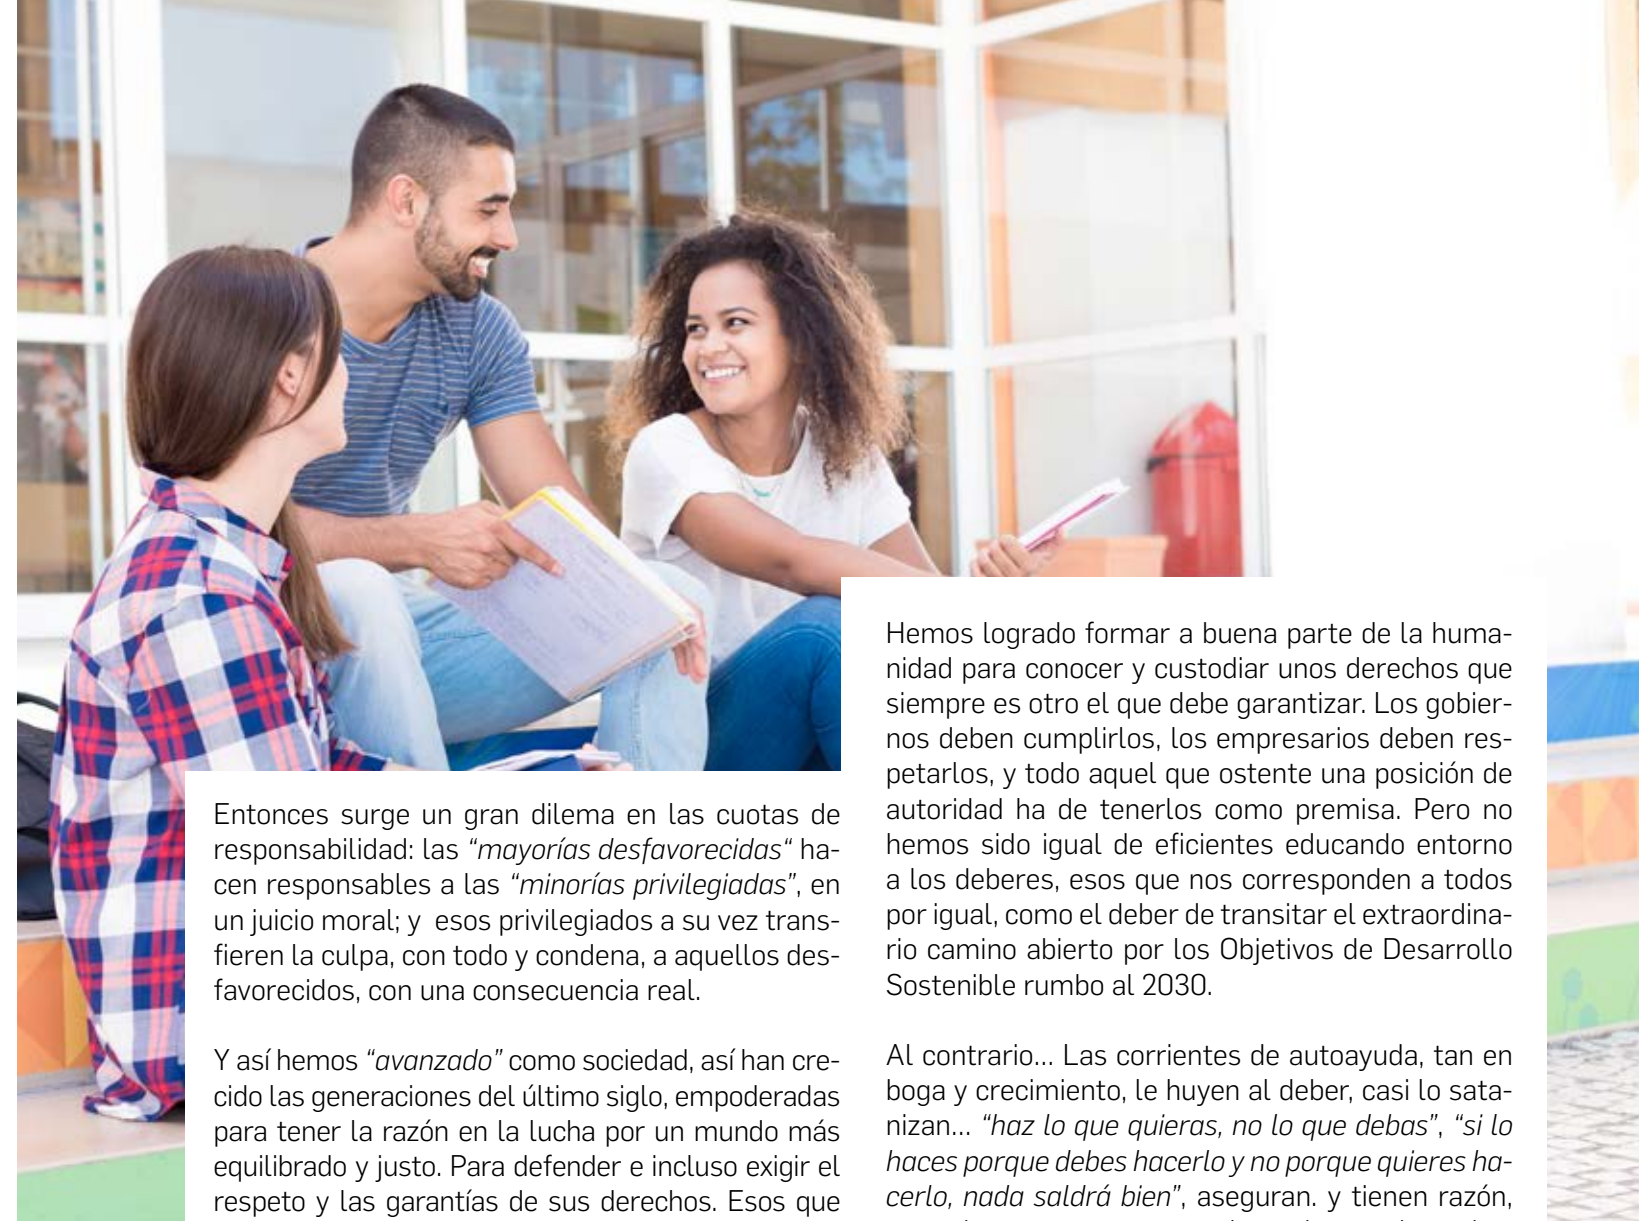 Entonces surge un gran dilema en las cuotas de
responsabilidad: las “mayorías desfavorecidas“ ha-
cen responsables a las “minorías privilegiadas”, en
un juicio moral; y  esos privilegiados a su vez trans-
fieren la culpa, con todo y condena, a aquellos des-
favorecidos, con una consecuencia real.
Y así hemos “avanzado” como sociedad, así han cre-
cido las generaciones del último siglo, empoderadas
para tener la razón en la lucha por un mundo más
equilibrado y justo. Para defender e incluso exigir el
respeto y las garantías de sus derechos. Esos que
Hemos logrado formar a buena parte de la huma-
nidad para conocer y custodiar unos derechos que
siempre es otro el que debe garantizar. Los gobier-
nos deben cumplirlos, los empresarios deben res-
petarlos, y todo aquel que ostente una posición de
autoridad ha de tenerlos como premisa. Pero no
hemos sido igual de eficientes educando entorno
a los deberes, esos que nos corresponden a todos
por igual, como el deber de transitar el extraordina-
rio camino abierto por los Objetivos de Desarrollo
Sostenible rumbo al 2030.
Al contrario... Las corrientes de autoayuda, tan en
boga y crecimiento, le huyen al deber, casi lo sata-
nizan... “haz lo que quieras, no lo que debas”, “si lo
haces porque debes hacerlo y no porque quieres ha-
cerlo, nada saldrá bien”, aseguran. y tienen razón,